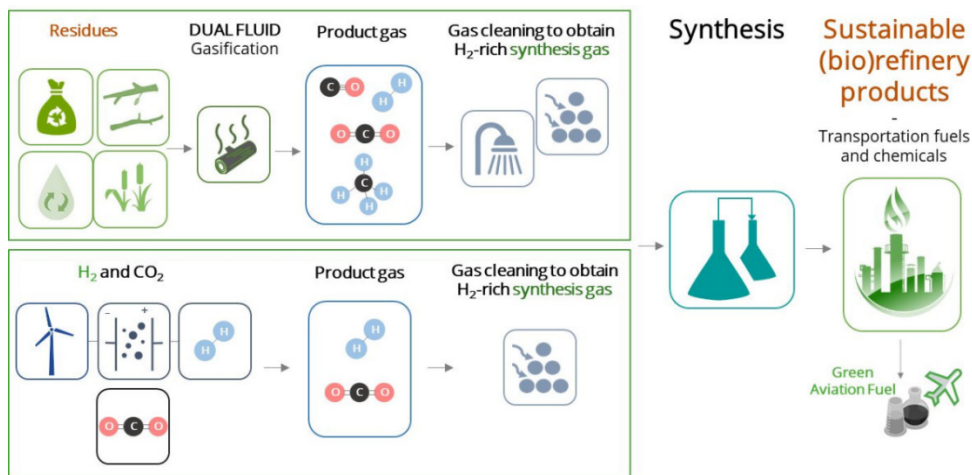 Residues
DUAL FLUID
Gasification
Product gas
Gas cleaning to obtain
H₂-rich synthesis gas
C O
H H
O C O
H
H C H
H
Synthesis
Sustainable
(bio)refinery
products
-
Transportation fuels
and chemicals
H₂ and CO₂
Product gas
Gas cleaning to obtain
H₂-rich synthesis gas
- +
H H
O C O
H H
O C O
Green
Aviation Fuel